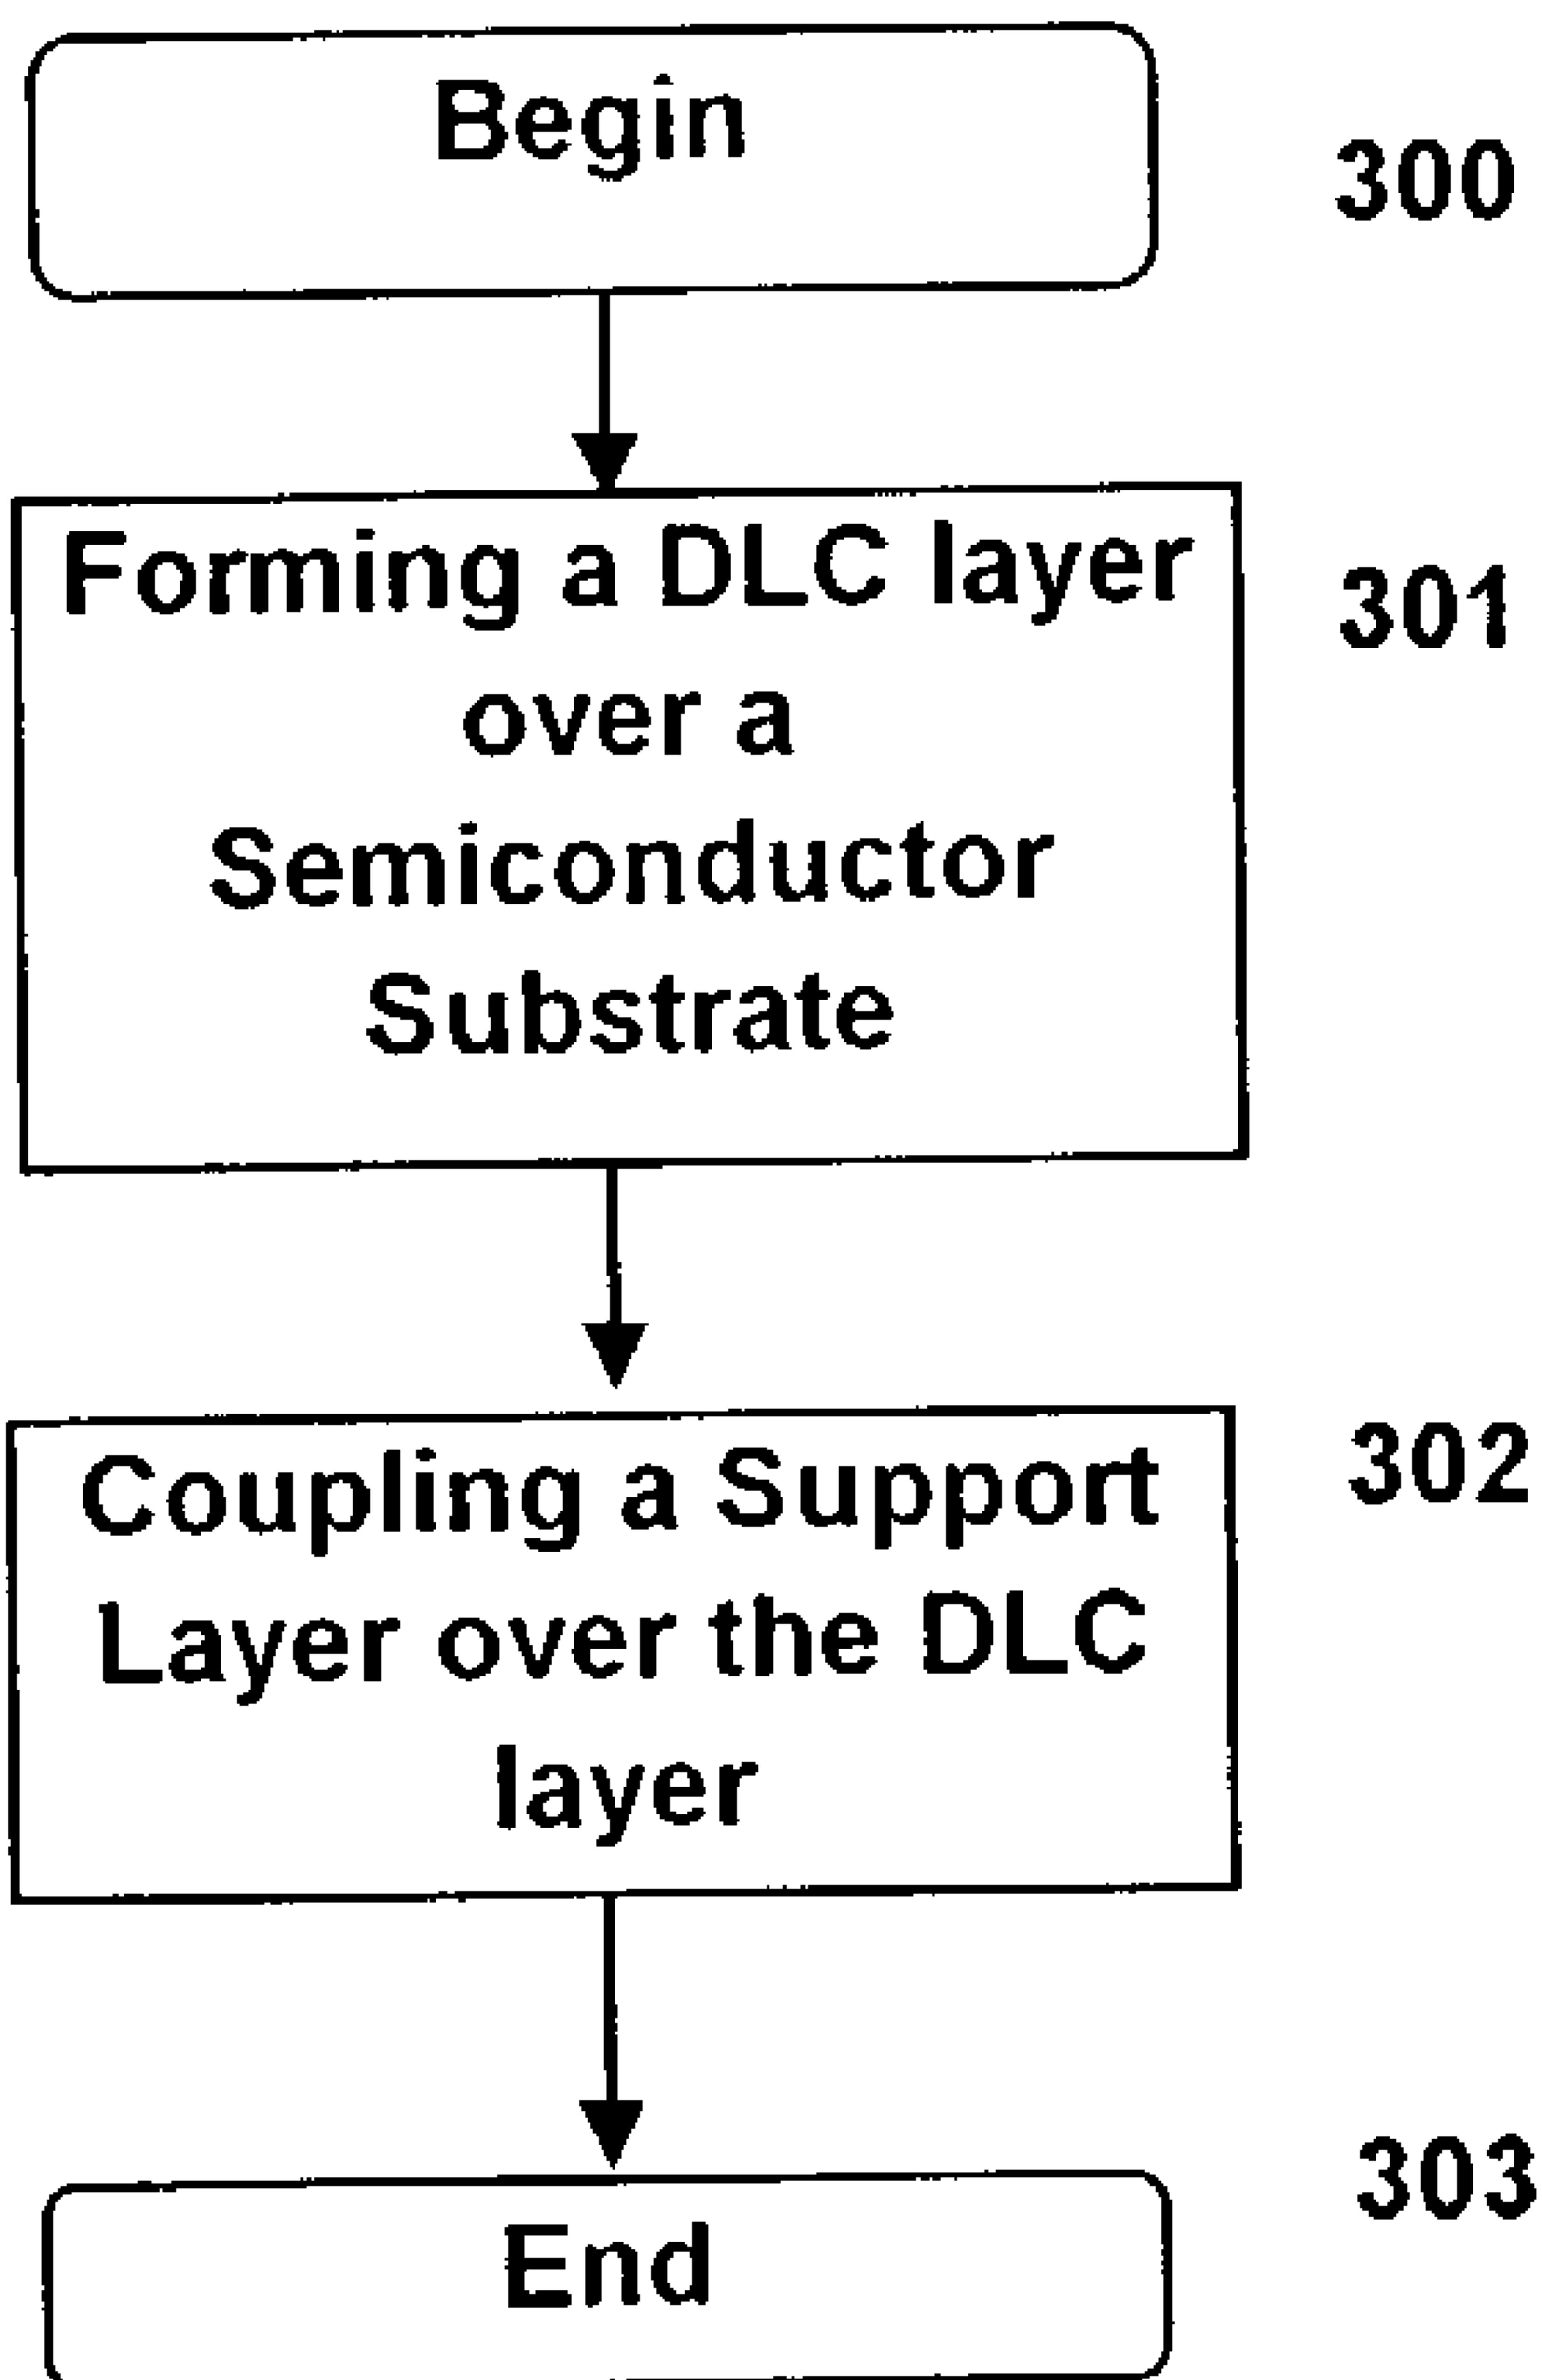 Begin
300
Forming a DLC layer
301
over a
Semiconductor
Substrate
Coupling a Support
302
Layer over the DLC
layer
303
End